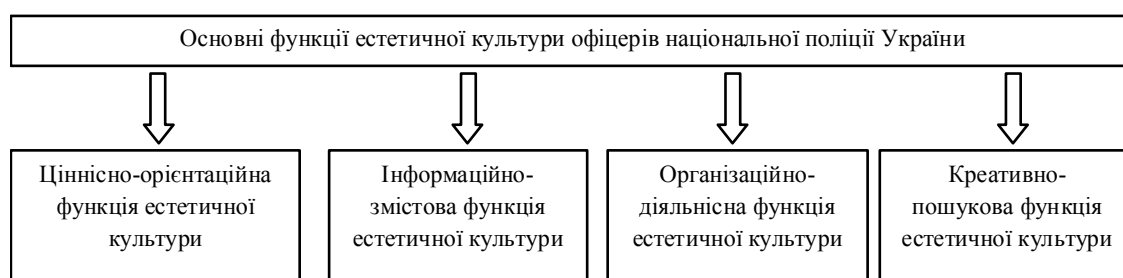 Основні функції естетичної культури офіцерів національної поліції України
Ціннісно-орієнтаційна
функція естетичної
культури
Інформаційно-
змістова функція
естетичної культури
Організаційно-
діяльнісна функція
естетичної культури
Креативно-
пошукова функція
естетичної культури